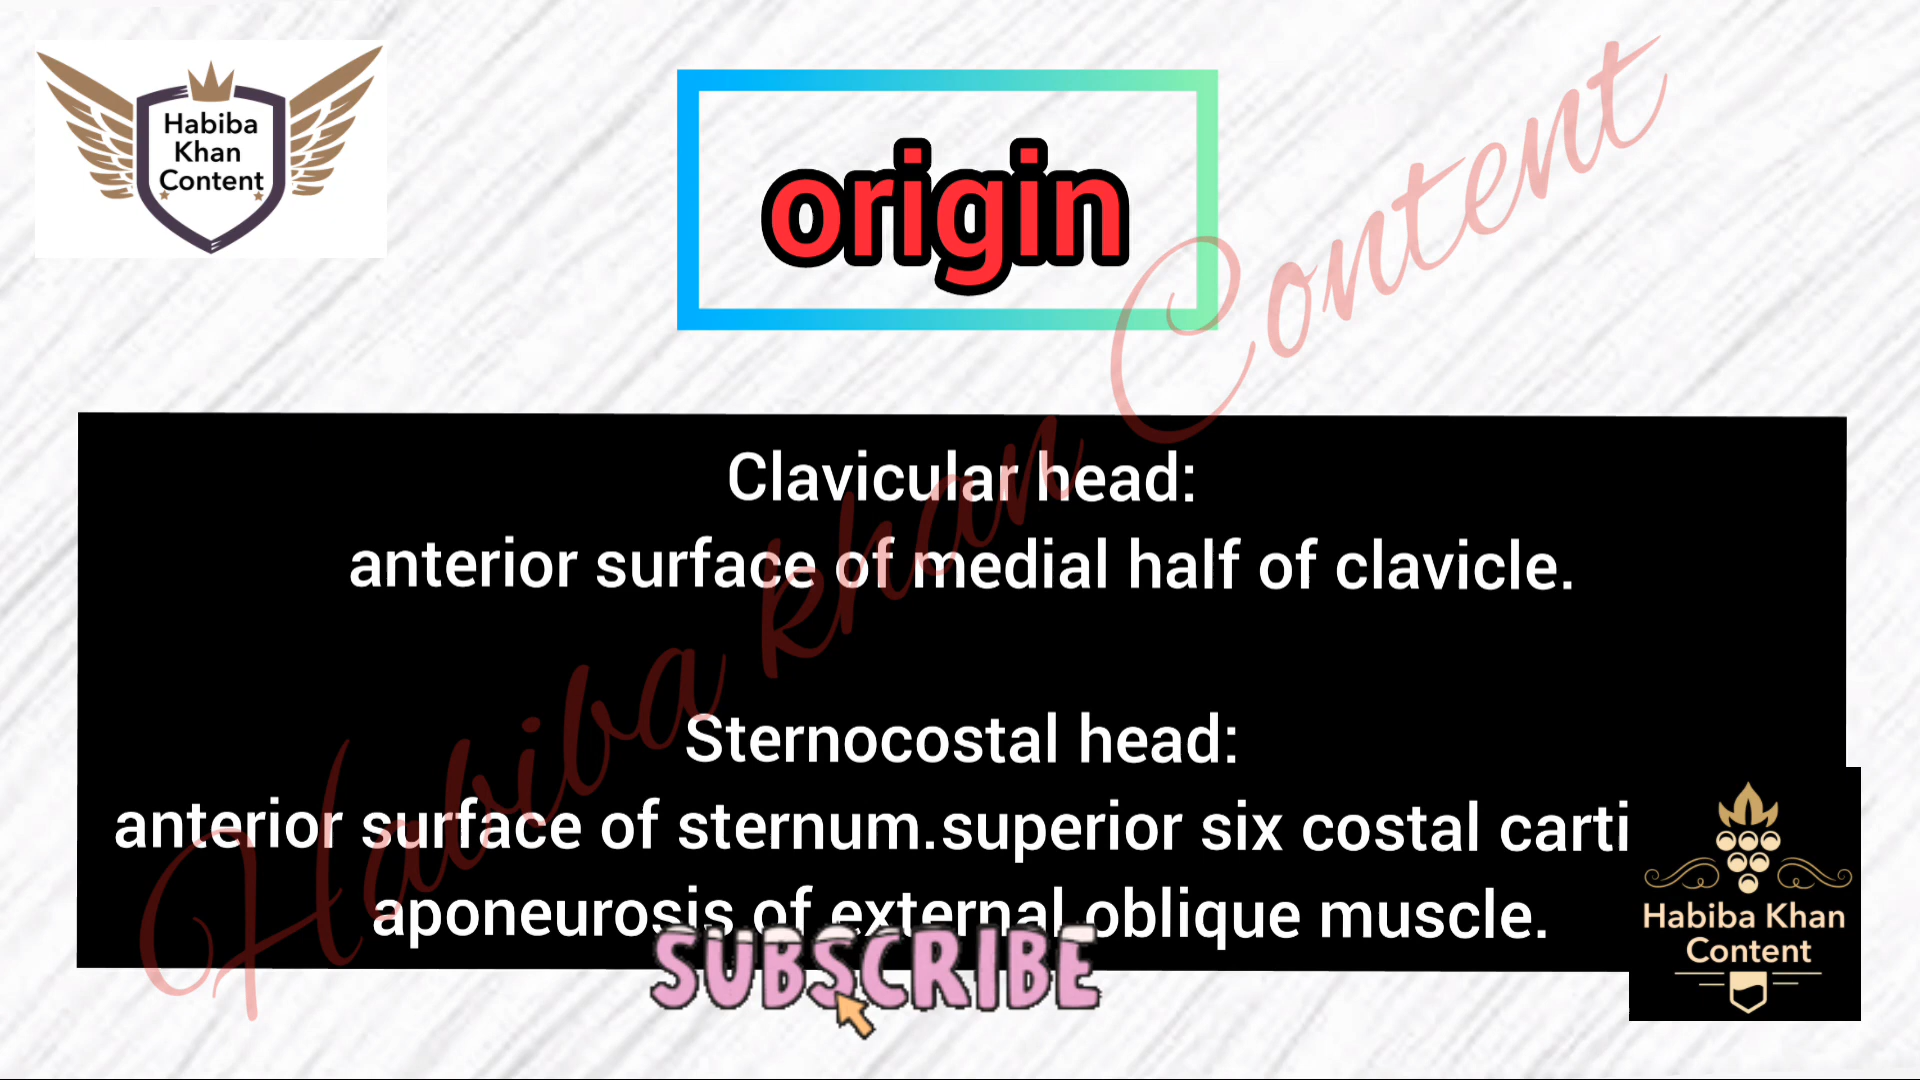 Habiba
Khan
Content
origin
Clavicular head:
anterior surface of medial half of clavicle.
Sternocostal head:
anterior surface of sternum.superior six costal carti
aponeurosis of external oblique muscle.
Habiba khan Content
SUBSCRIBE
Habiba Khan
Content